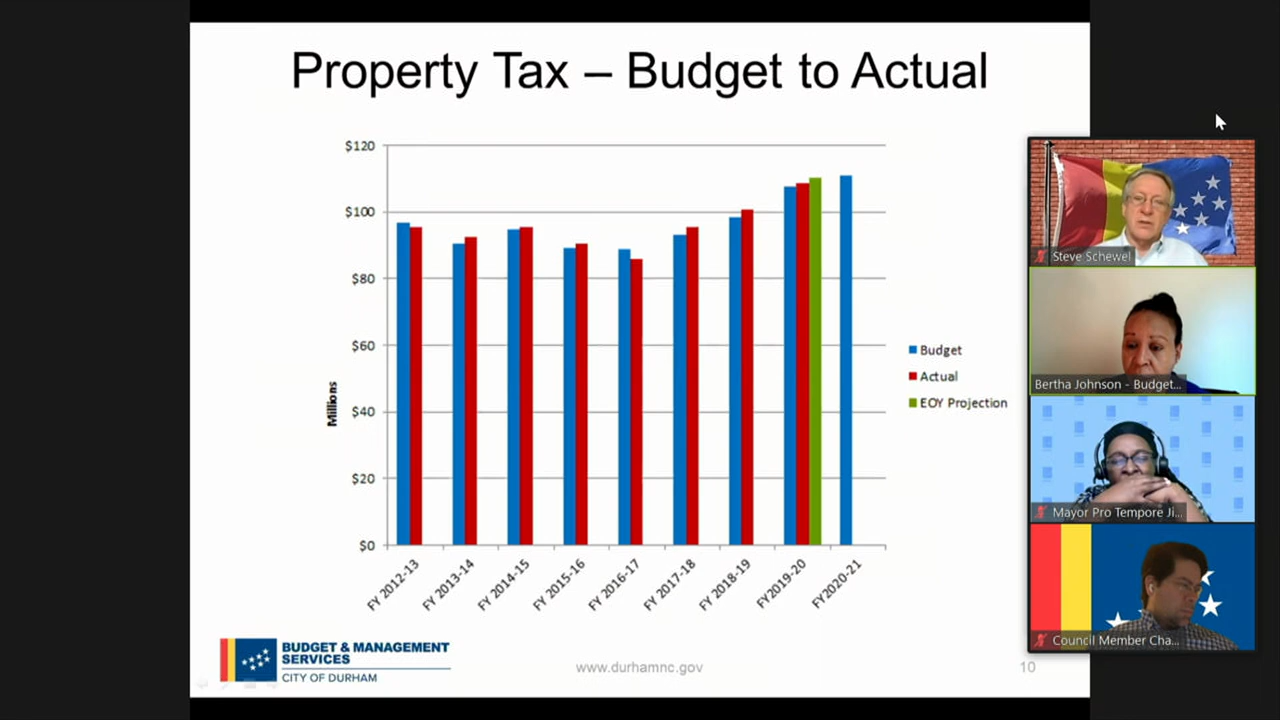 Property Tax – Budget to Actual
$120
$100
$80
$60
$40
$20
$0
Millions
FY 2012-13
FY 2013-14
FY 2014-15
FY 2015-16
FY 2016-17
FY 2017-18
FY 2018-19
FY2019-20
FY2020-21
Budget
Actual
EOY Projection
BUDGET & MANAGEMENT
SERVICES
CITY OF DURHAM
www.durhamnc.gov
10
Steve Schewel
Bertha Johnson - Budget...
Mayor Pro Tempore Ji...
Council Member Cha...